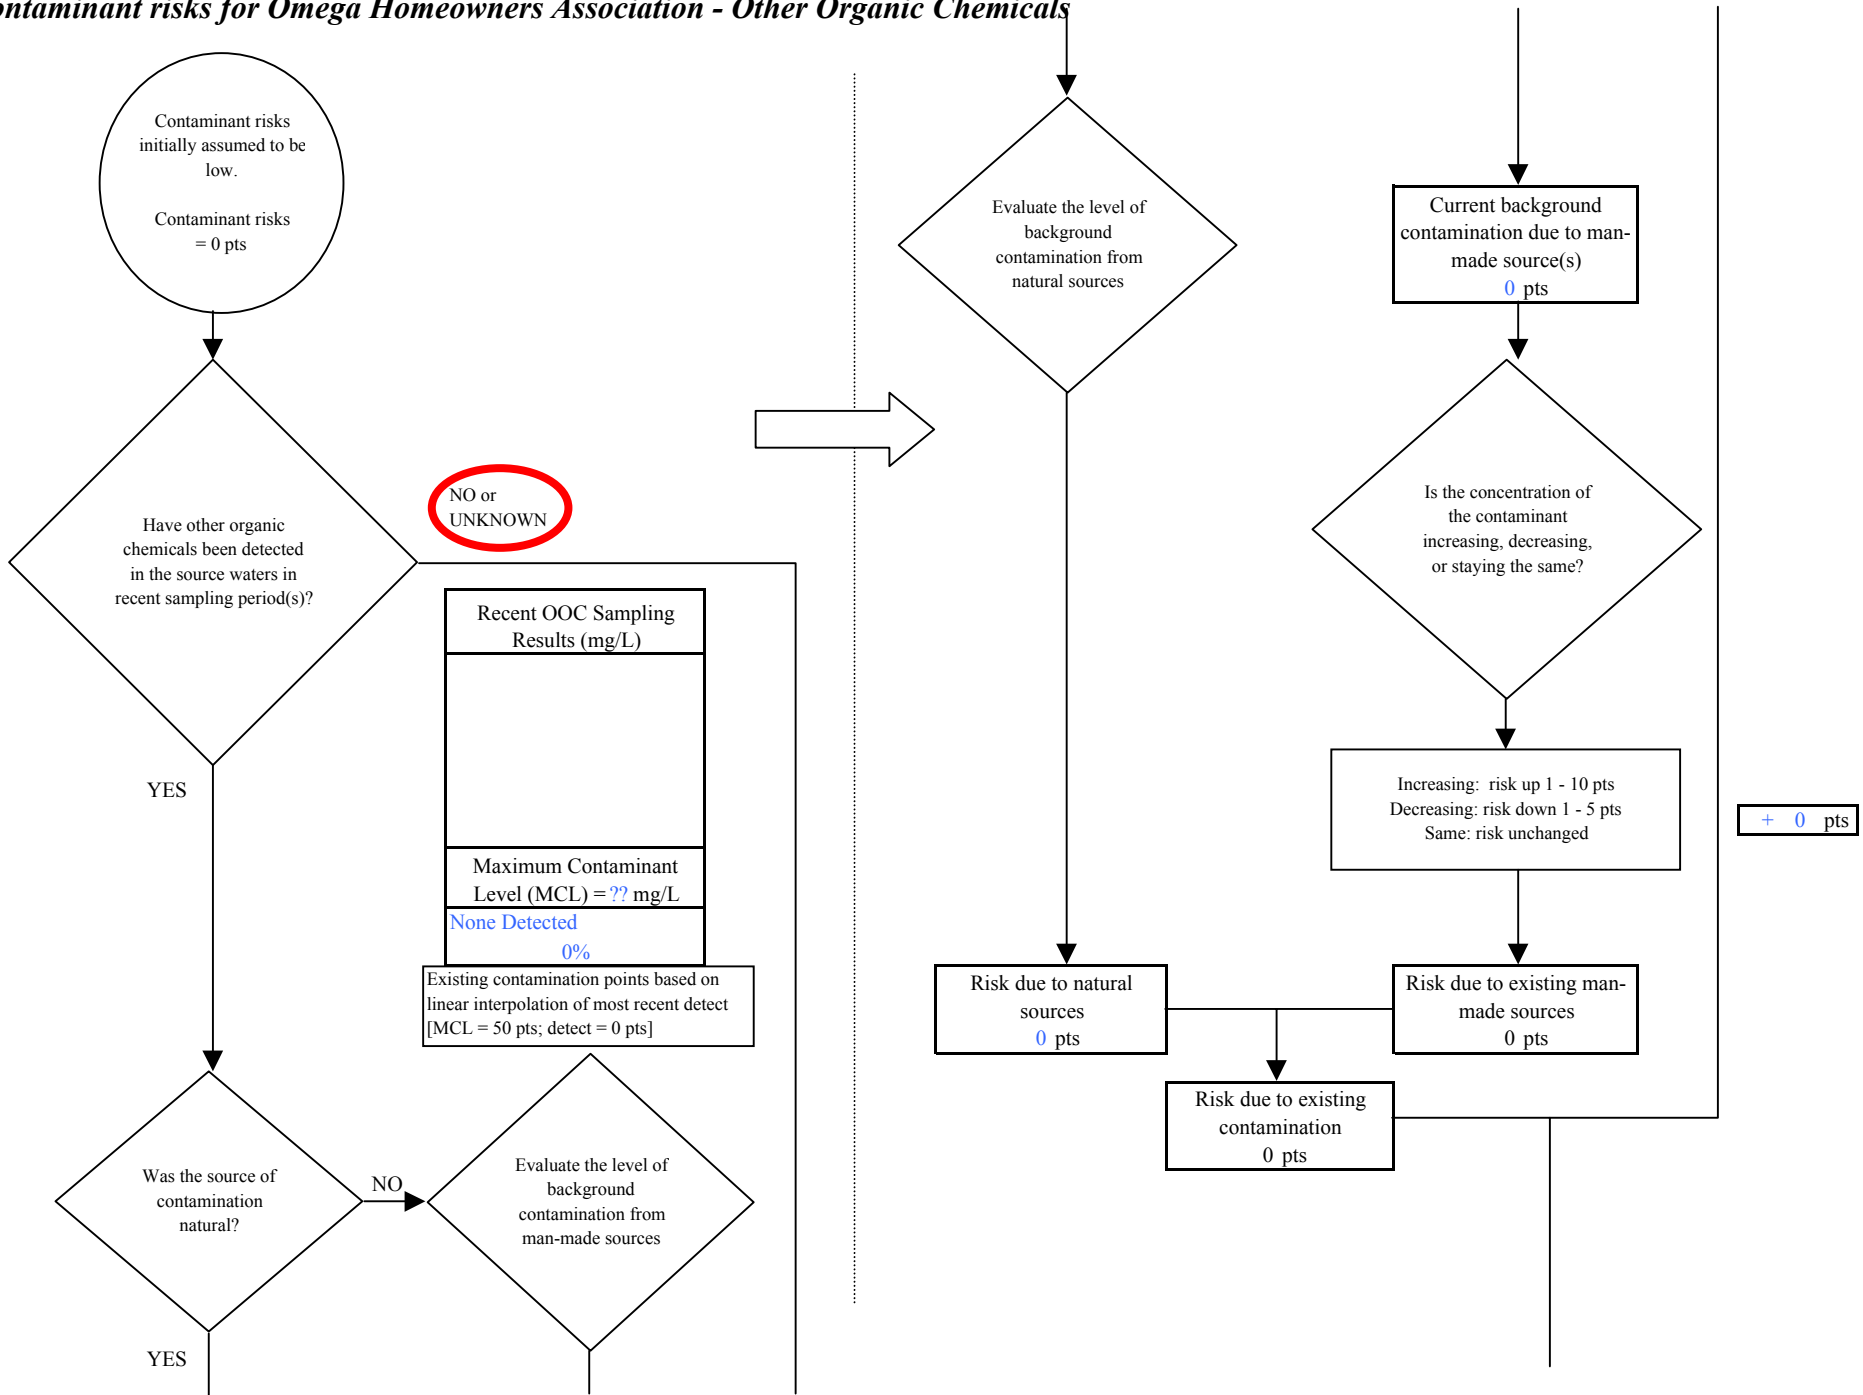 ontaminant risks for Omega Homeowners Association - Other Organic Chemicals
Contaminant risks
initially assumed to be
low.
Contaminant risks
= 0 pts
Have other organic
chemicals been detected
in the source waters in
recent sampling period(s)?
NO or
UNKNOWN
YES
Recent OOC Sampling
Results (mg/L)
Maximum Contaminant
Level (MCL) = ?? mg/L
None Detected
0%
Existing contamination points based on
linear interpolation of most recent detect
[MCL = 50 pts; detect = 0 pts]
Was the source of
contamination
natural?
NO
YES
Evaluate the level of
background
contamination from
man-made sources
Evaluate the level of
background
contamination from
natural sources
Current background
contamination due to man-
made source(s)
0 pts
Is the concentration of
the contaminant
increasing, decreasing,
or staying the same?
Increasing: risk up 1 - 10 pts
Decreasing: risk down 1 - 5 pts
Same: risk unchanged
+ 0 pts
Risk due to natural
sources
0 pts
Risk due to existing man-
made sources
0 pts
Risk due to existing
contamination
0 pts